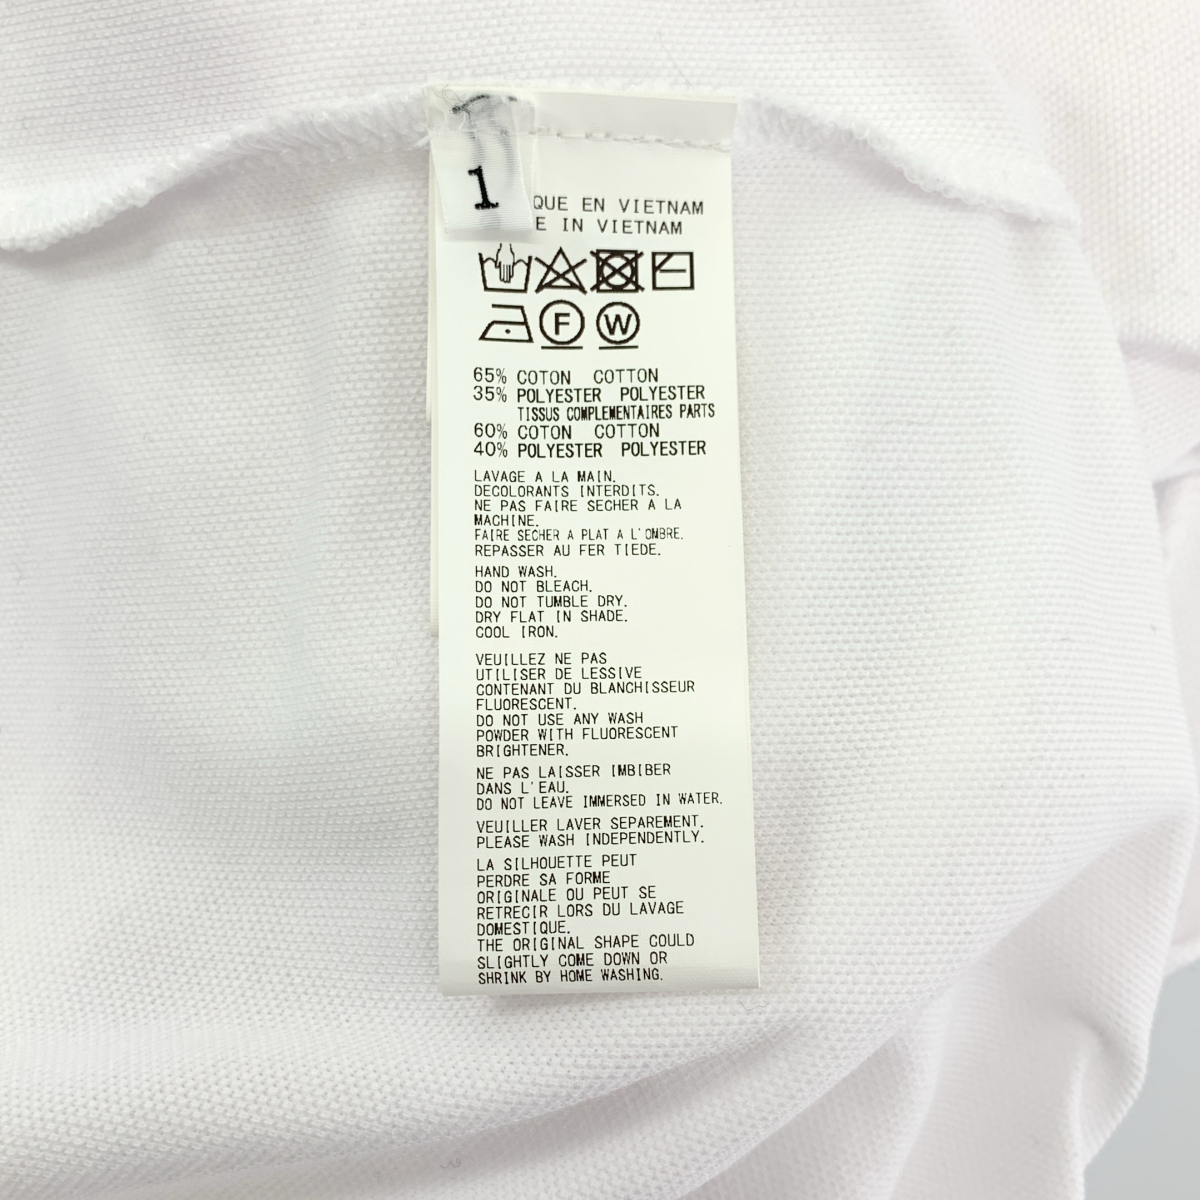 1
QUE EN VIETNAM
E IN VIETNAM
F W
65% COTON COTTON
35% POLYESTER POLYESTER
TISSUS COMPLEMENTAIRES PARTS
60% COTON COTTON
40% POLYESTER POLYESTER
LAVAGE A LA MAIN.
DECOLORANTS INTERDITS.
NE PAS FAIRE SECHER A LA
MACHINE.
FAIRE SECHER A PLAT A L'OMBRE.
REPASSER AU FER TIEDE.
HAND WASH.
DO NOT BLEACH.
DO NOT TUMBLE DRY.
DRY FLAT IN SHADE.
COOL IRON.
VEUILLEZ NE PAS
UTILISER DE LESSIVE
CONTENANT DU BLANCHISSEUR
FLUORESCENT.
DO NOT USE ANY WASH
POWDER WITH FLUORESCENT
BRIGHTENER.
NE PAS LAISSER IMBIBER
DANS L'EAU.
DO NOT LEAVE IMMERSED IN WATER.
VEUILLER LAVER SEPAREMENT.
PLEASE WASH INDEPENDENTLY.
LA SILHOUETTE PEUT
PERDRE SA FORME
ORIGINALE OU PEUT SE
RETRECIR LORS DU LAVAGE
DOMESTIQUE.
THE ORIGINAL SHAPE COULD
SLIGHTLY COME DOWN OR
SHRINK BY HOME WASHING.